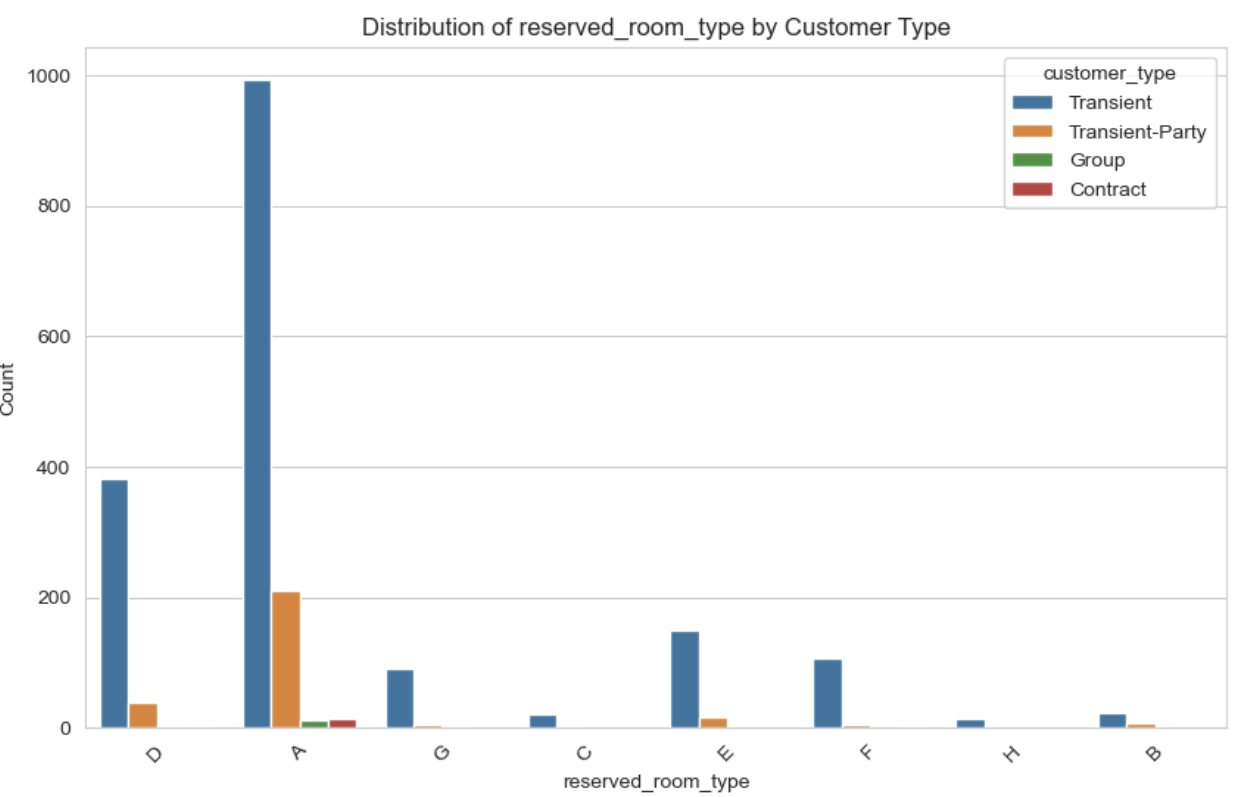 Distribution of reserved_room_type by Customer Type
customer_type
Transient
Transient-Party
Group
Contract
1000
800
600
400
200
0
Count
D
A
G
C
E
F
H
B
reserved_room_type